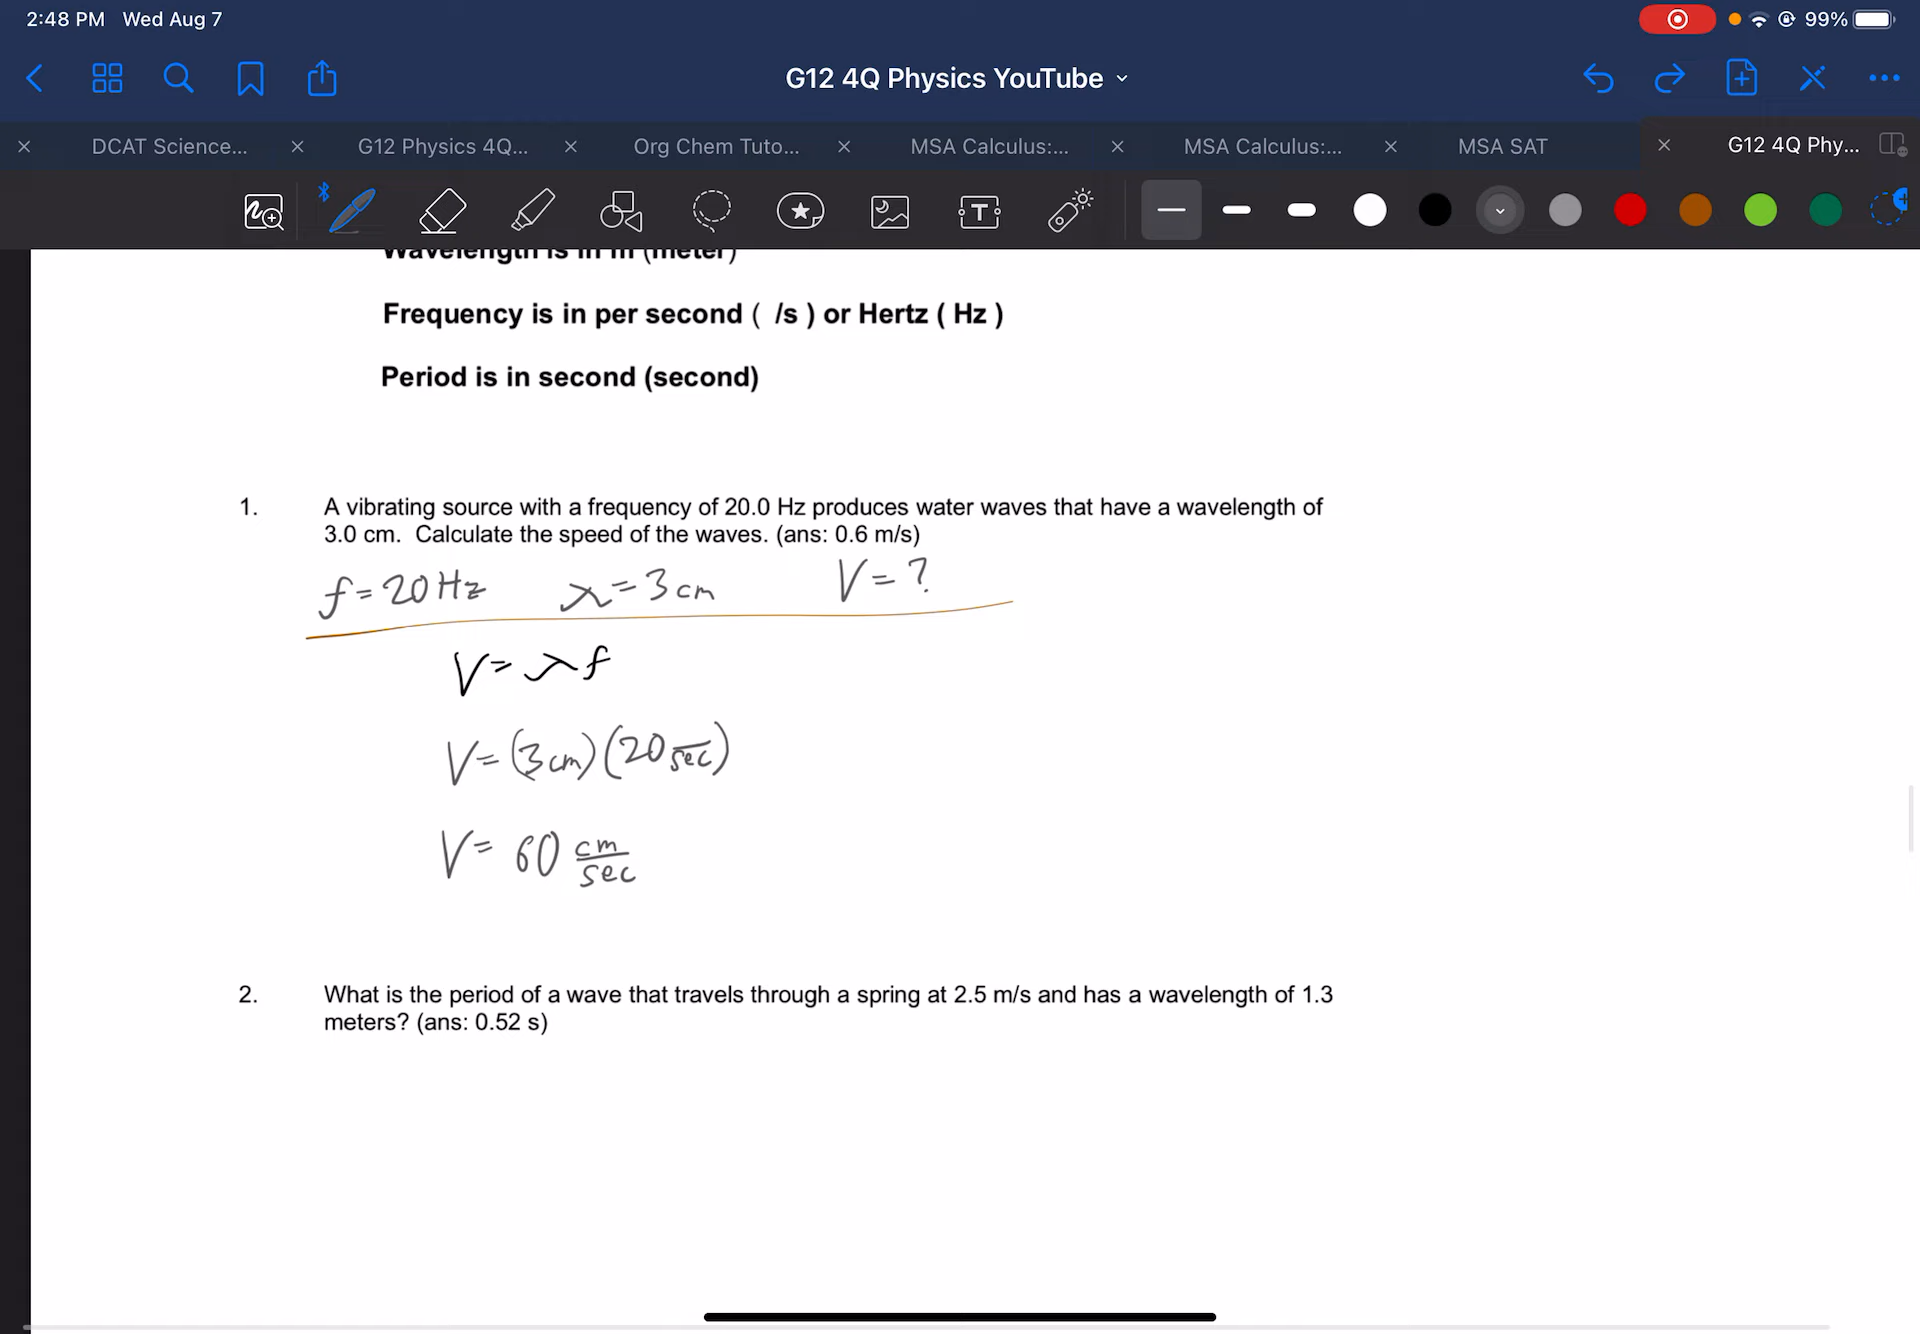 2:48 PM Wed Aug 7
99%
G12 4Q Physics YouTube
DCAT Science...
G12 Physics 4Q...
Org Chem Tuto...
MSA Calculus:...
MSA Calculus:...
MSA SAT
G12 4Q Phy...
Wavelength is in m (meter)
Frequency is in per second ( /s ) or Hertz ( Hz )
Period is in second (second)
1. A vibrating source with a frequency of 20.0 Hz produces water waves that have a wavelength of
3.0 cm. Calculate the speed of the waves. (ans: 0.6 m/s)
f = 20 Hz λ = 3 cm V = ?
V = λ f
V = (3 cm) (20 /sec)
V = 60 cm/sec
2. What is the period of a wave that travels through a spring at 2.5 m/s and has a wavelength of 1.3
meters? (ans: 0.52 s)